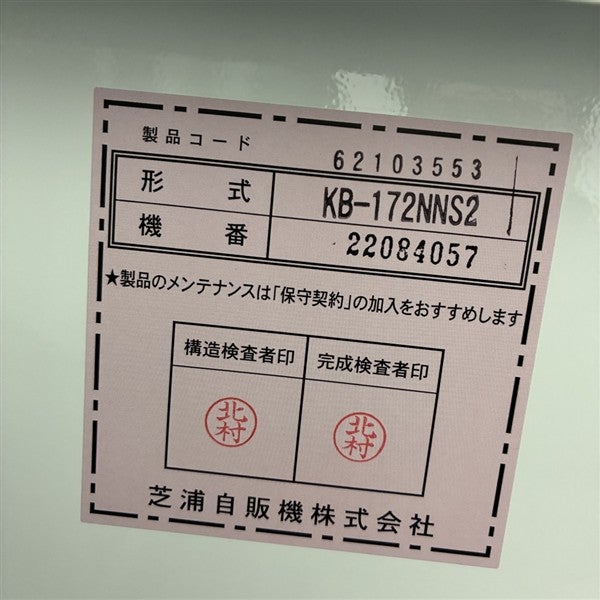 製品コード 62103553
形式 KB-172NNS2
機番 22084057
★製品のメンテナンスは「保守契約」の加入をおすすめします
構造検査者印 完成検査者印
北村 北村
芝浦自販機株式会社